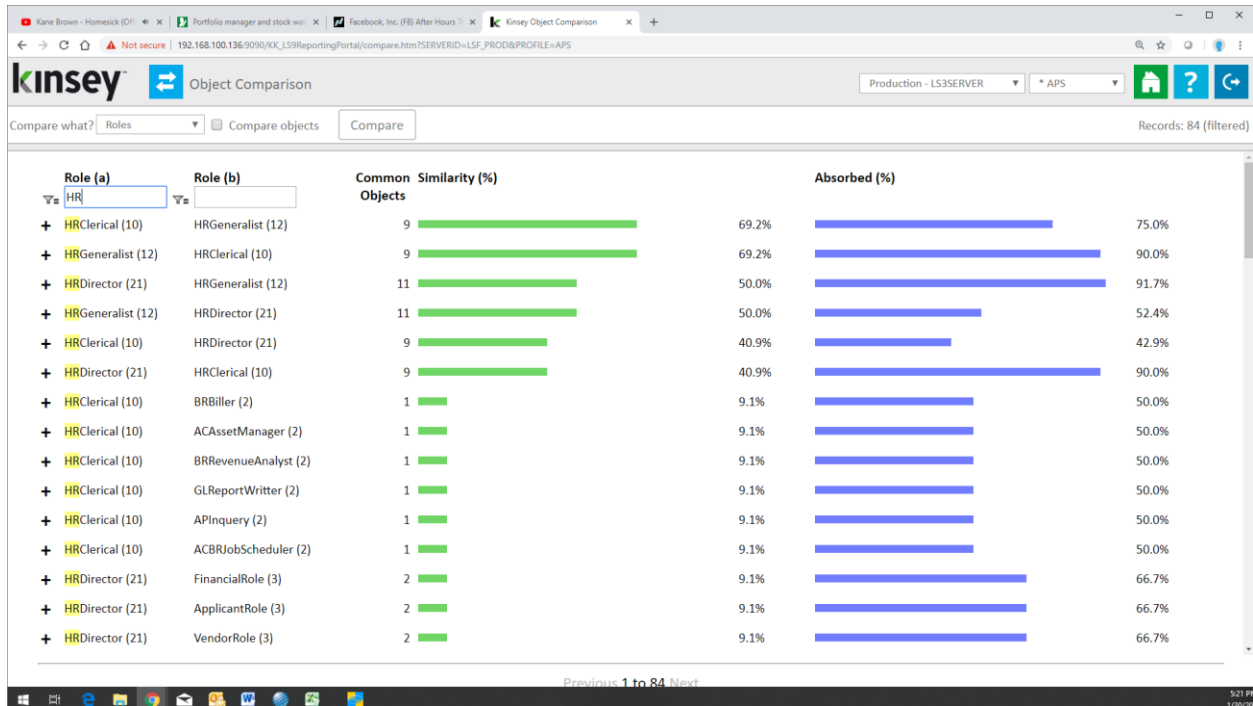 Kane Brown - Homesick (Offi
Portfolio manager and stock wat
Facebook, Inc. (FB) After Hours T
Kinsey Object Comparison
Not secure | 192.168.100.136:9090/KK_LS9ReportingPortal/compare.htm?SERVERID=LSF_PROD&PROFILE=APS
kinsey Object Comparison Production - LS3SERVER * APS ?
Compare what? Roles Compare objects Compare Records: 84 (filtered)
Role (a) Role (b) Common Objects Similarity (%) Absorbed (%)
HR
HRClerical (10) HRGeneralist (12) 9 69.2% 75.0%
HRGeneralist (12) HRClerical (10) 9 69.2% 90.0%
HRDirector (21) HRGeneralist (12) 11 50.0% 91.7%
HRGeneralist (12) HRDirector (21) 11 50.0% 52.4%
HRClerical (10) HRDirector (21) 9 40.9% 42.9%
HRDirector (21) HRClerical (10) 9 40.9% 90.0%
HRClerical (10) BRBiller (2) 1 9.1% 50.0%
HRClerical (10) ACAssetManager (2) 1 9.1% 50.0%
HRClerical (10) BRRevenueAnalyst (2) 1 9.1% 50.0%
HRClerical (10) GLReportWritter (2) 1 9.1% 50.0%
HRClerical (10) APInquery (2) 1 9.1% 50.0%
HRClerical (10) ACBRJobScheduler (2) 1 9.1% 50.0%
HRDirector (21) FinancialRole (3) 2 9.1% 66.7%
HRDirector (21) ApplicantRole (3) 2 9.1% 66.7%
HRDirector (21) VendorRole (3) 2 9.1% 66.7%
Previous 1 to 84 Next
5:21 PM